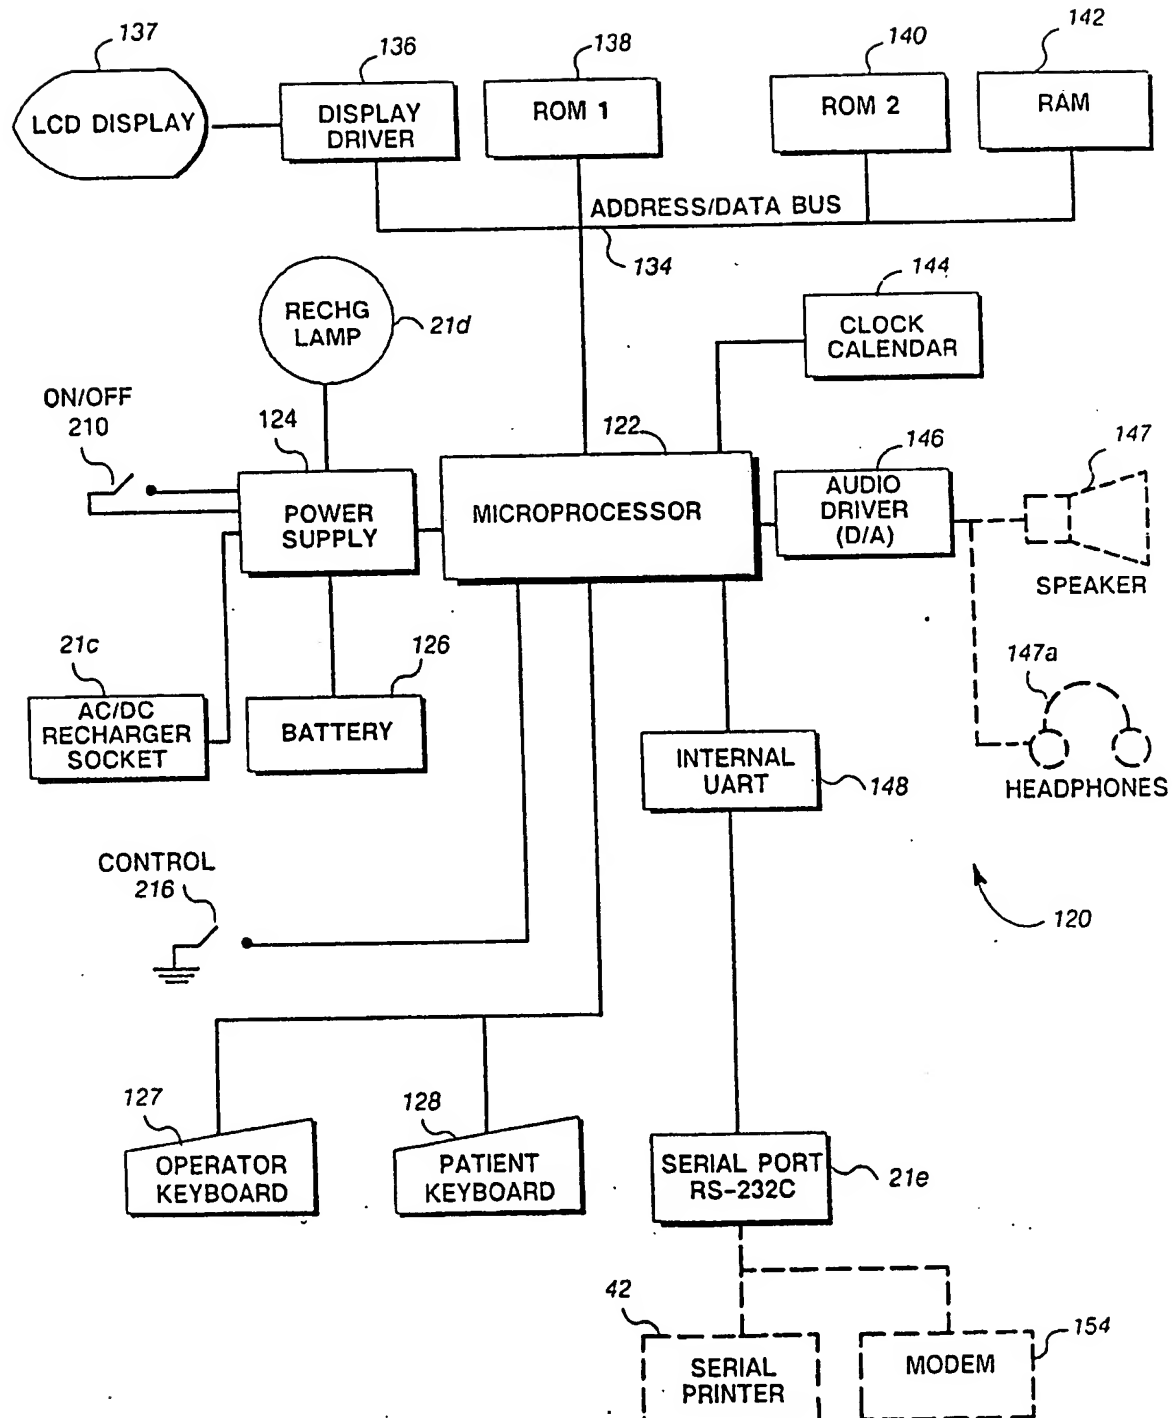 137
136
138
140
142
LCD DISPLAY
DISPLAY
DRIVER
ROM 1
ROM 2
RAM
ADDRESS/DATA BUS
134
144
RECHG
LAMP
21d
CLOCK
CALENDAR
ON/OFF
210
124
122
146
147
POWER
SUPPLY
MICROPROCESSOR
AUDIO
DRIVER
(D/A)
SPEAKER
21c
126
147a
AC/DC
RECHARGER
SOCKET
BATTERY
INTERNAL
UART
148
HEADPHONES
CONTROL
216
120
127
128
OPERATOR
KEYBOARD
PATIENT
KEYBOARD
SERIAL PORT
RS-232C
21e
42
154
SERIAL
PRINTER
MODEM